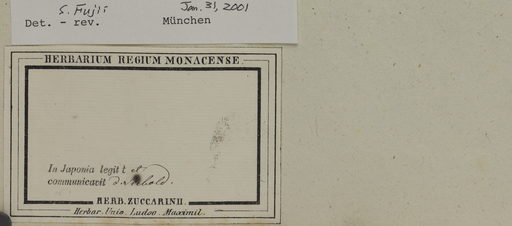 S. Fujii Jan. 31, 2001
Det. - rev. München
HERBARIUM REGIUM MONACENSE.
In Japonia legit t et
communicavit d. Siebold.
HERB. ZUCCARINII.
Herbar. Univ. Ludov. Maximil.